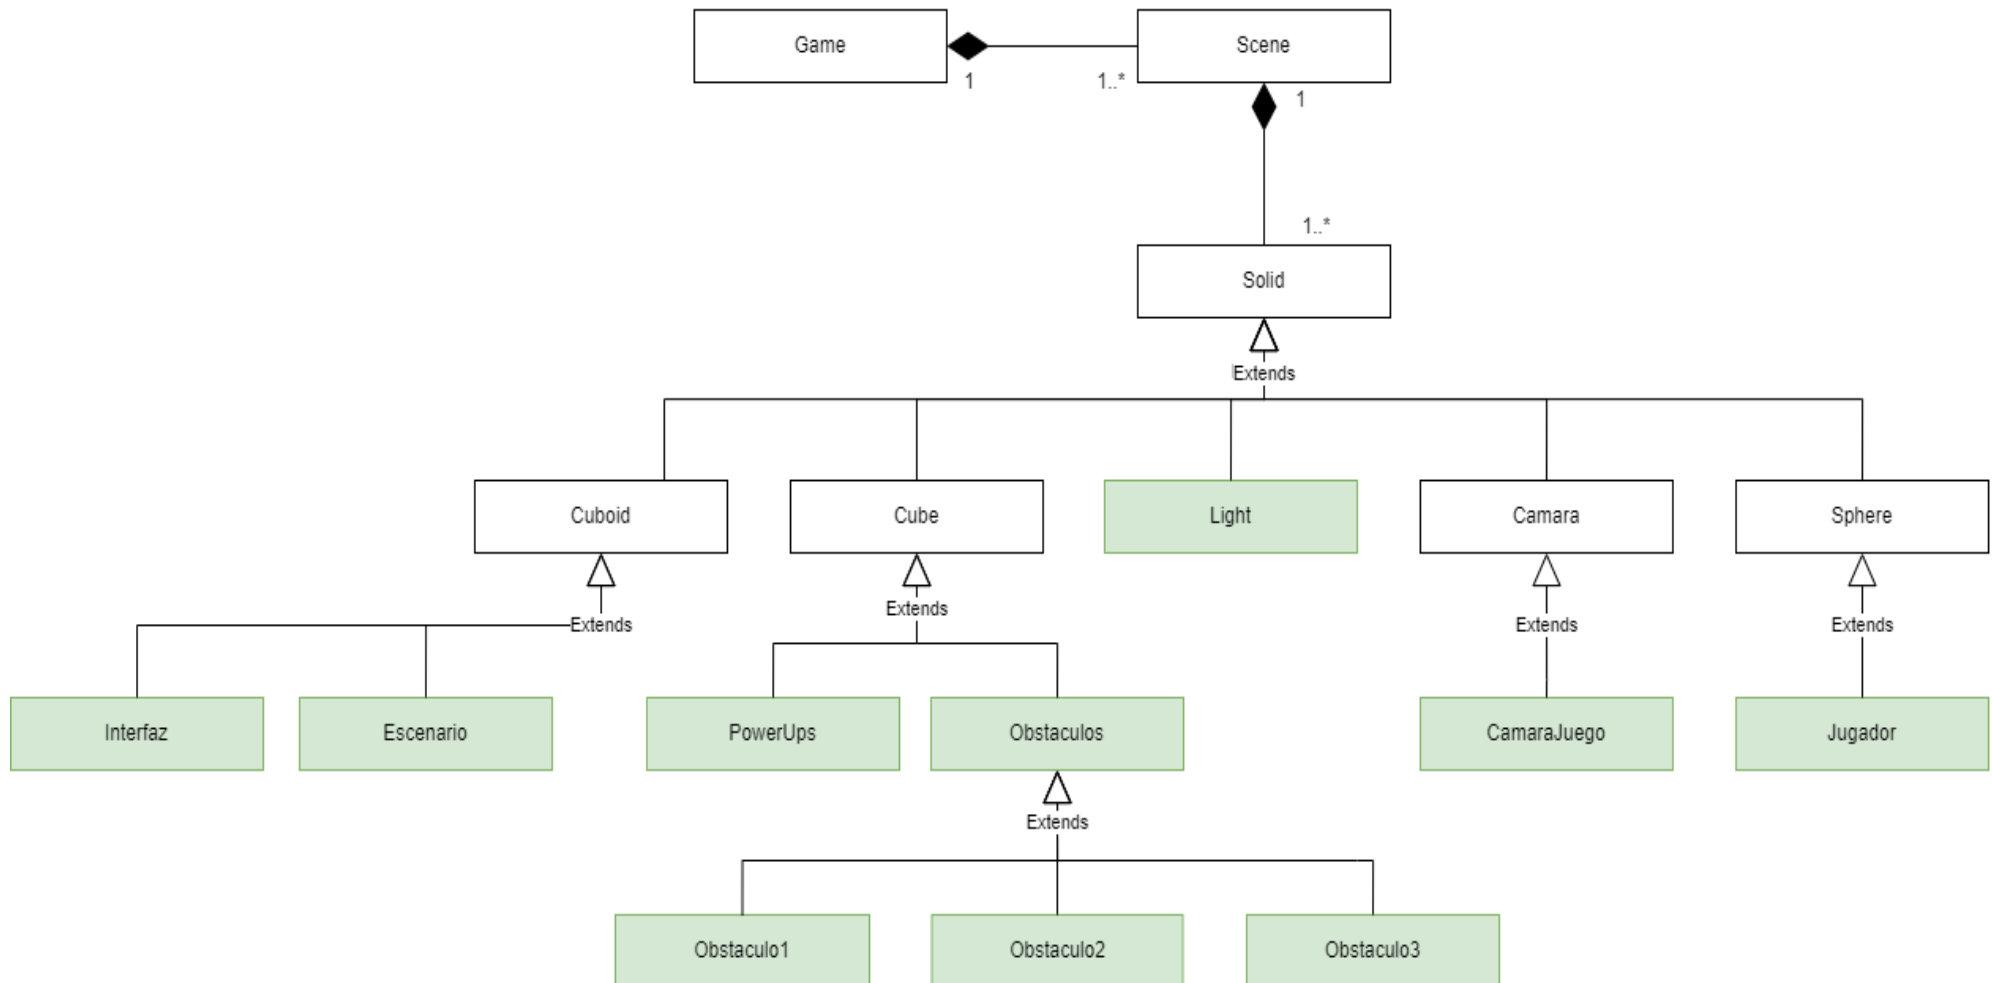 Game
Scene
1
1..*
1
1..*
Solid
Extends
Cuboid
Cube
Light
Camara
Sphere
Extends
Extends
Extends
Extends
Interfaz
Escenario
PowerUps
Obstaculos
CamaraJuego
Jugador
Extends
Obstaculo1
Obstaculo2
Obstaculo3